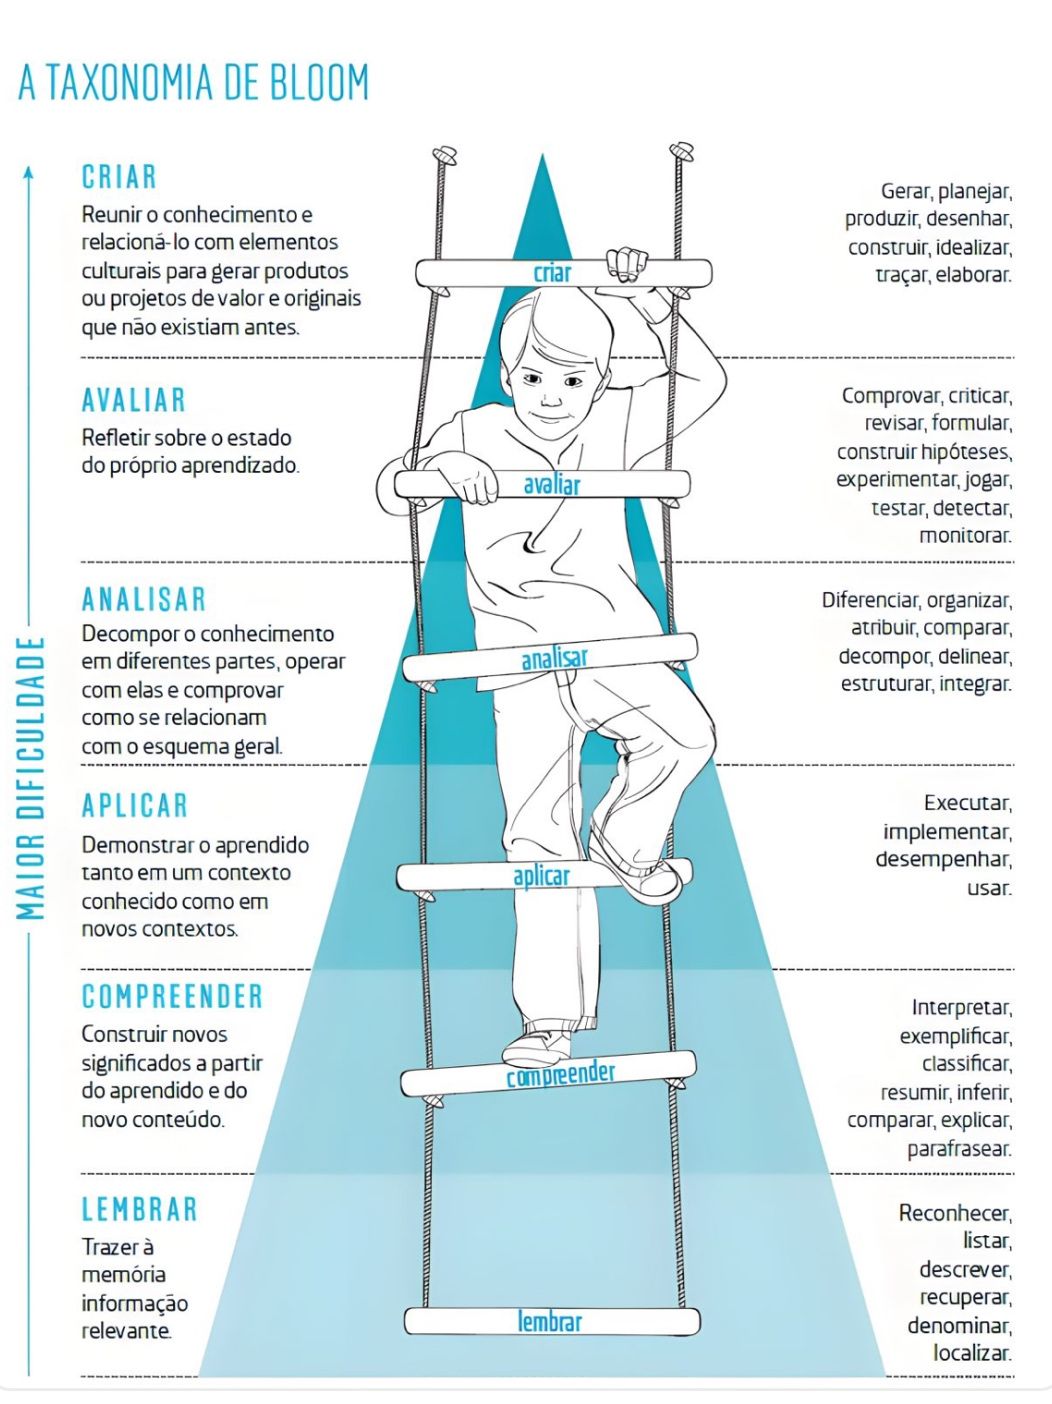 A TAXONOMIA DE BLOOM
MAIOR DIFICULDADE
CRIAR
Reunir o conhecimento e
relacioná-lo com elementos
culturais para gerar produtos
ou projetos de valor e originais
que não existiam antes.
criar
Gerar, planejar,
produzir, desenhar,
construir, idealizar,
traçar, elaborar.
AVALIAR
Refletir sobre o estado
do próprio aprendizado.
avaliar
Comprovar, criticar,
revisar, formular,
construir hipóteses,
experimentar, jogar,
testar, detectar,
monitorar.
ANALISAR
Decompor o conhecimento
em diferentes partes, operar
com elas e comprovar
como se relacionam
com o esquema geral.
analisar
Diferenciar, organizar,
atribuir, comparar,
decompor, delinear,
estruturar, integrar.
APLICAR
Demonstrar o aprendido
tanto em um contexto
conhecido como em
novos contextos.
aplicar
Executar,
implementar,
desempenhar,
usar.
COMPREENDER
Construir novos
significados a partir
do aprendido e do
novo conteúdo.
compreender
Interpretar,
exemplificar,
classificar,
resumir, inferir,
comparar, explicar,
parafrasear.
LEMBRAR
Trazer à
memória
informação
relevante.
lembrar
Reconhecer,
listar,
descrever,
recuperar,
denominar,
localizar.